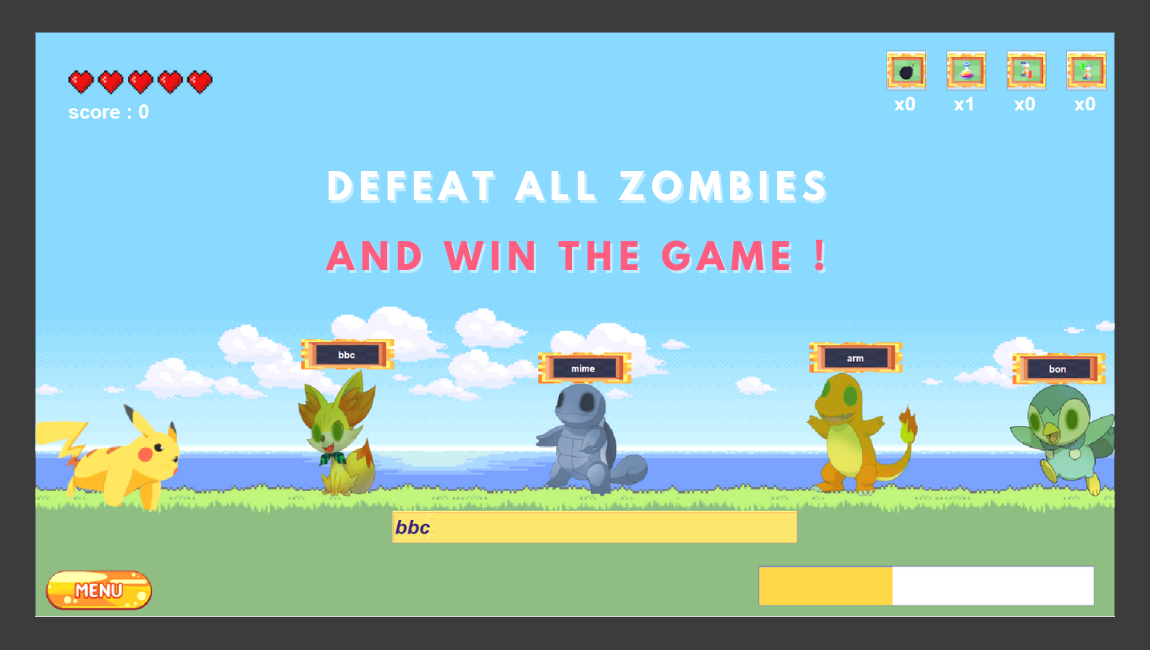 score : 0
x0
x1
x0
x0
DEFEAT ALL ZOMBIES
AND WIN THE GAME !
bbc
mime
arm
bon
bbc
MENU